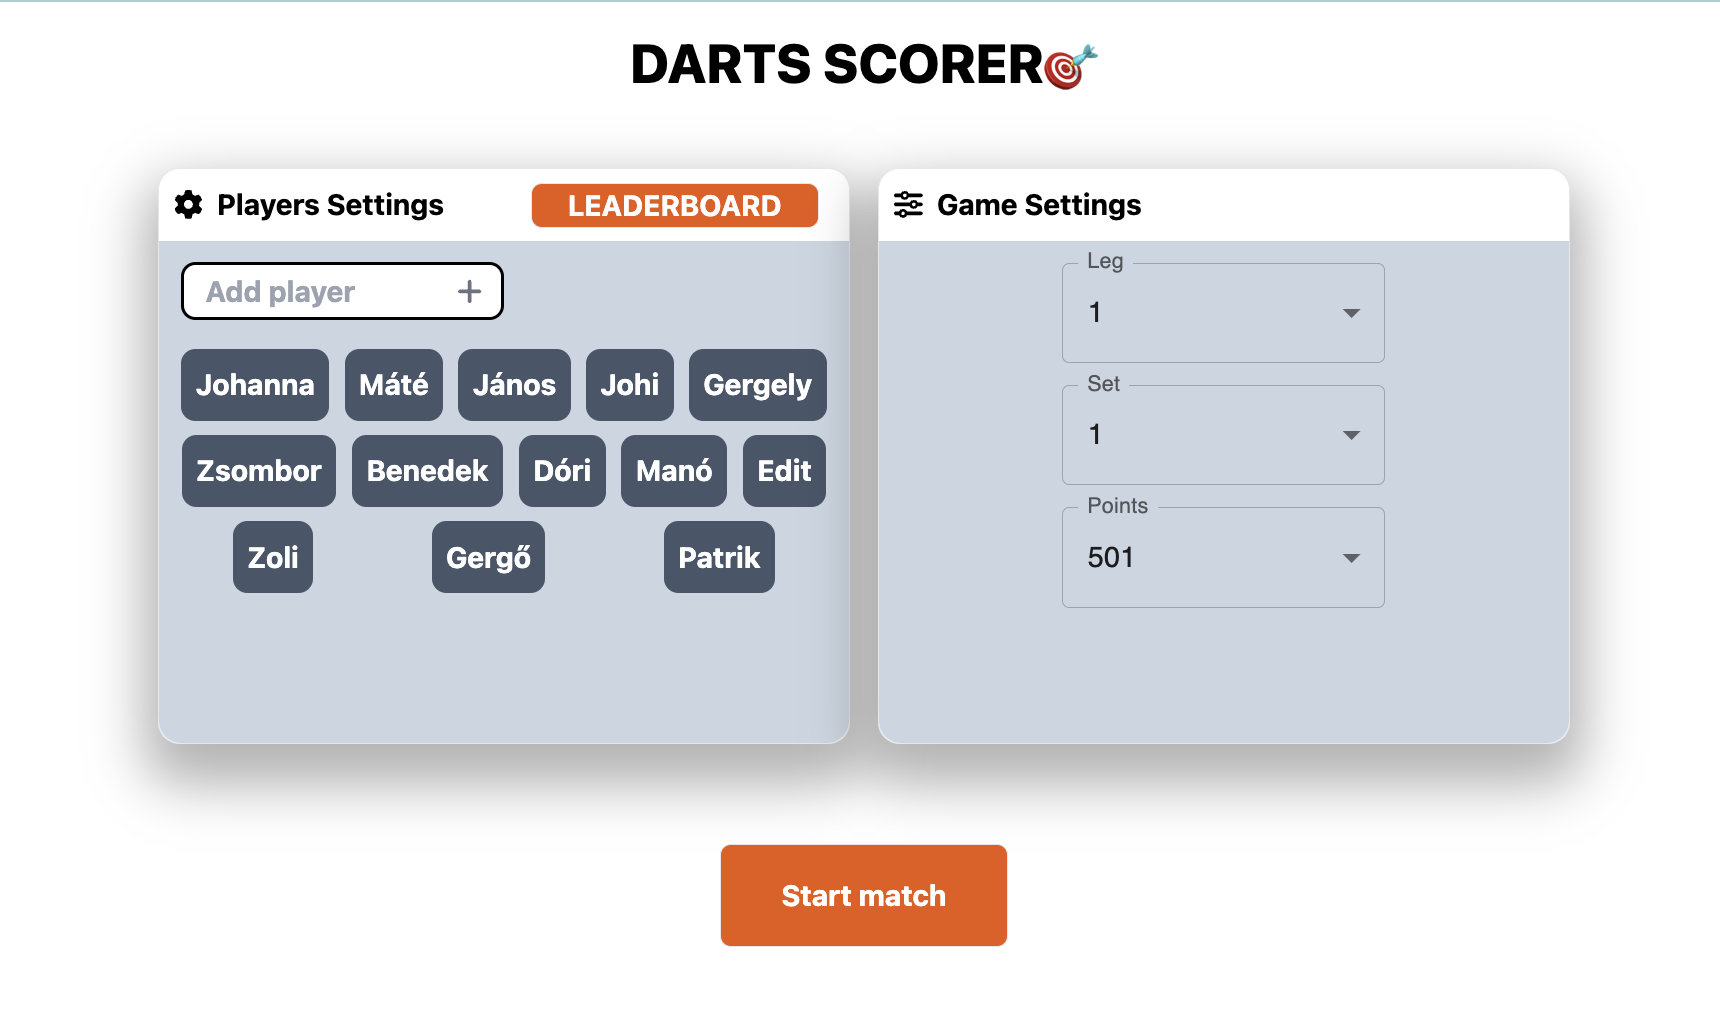 DARTS SCORER
Players Settings
LEADERBOARD
Add player
Johanna Máté János Johi Gergely
Zsombor Benedek Dóri Manó Edit
Zoli Gergő Patrik
Game Settings
Leg
1
Set
1
Points
501
Start match